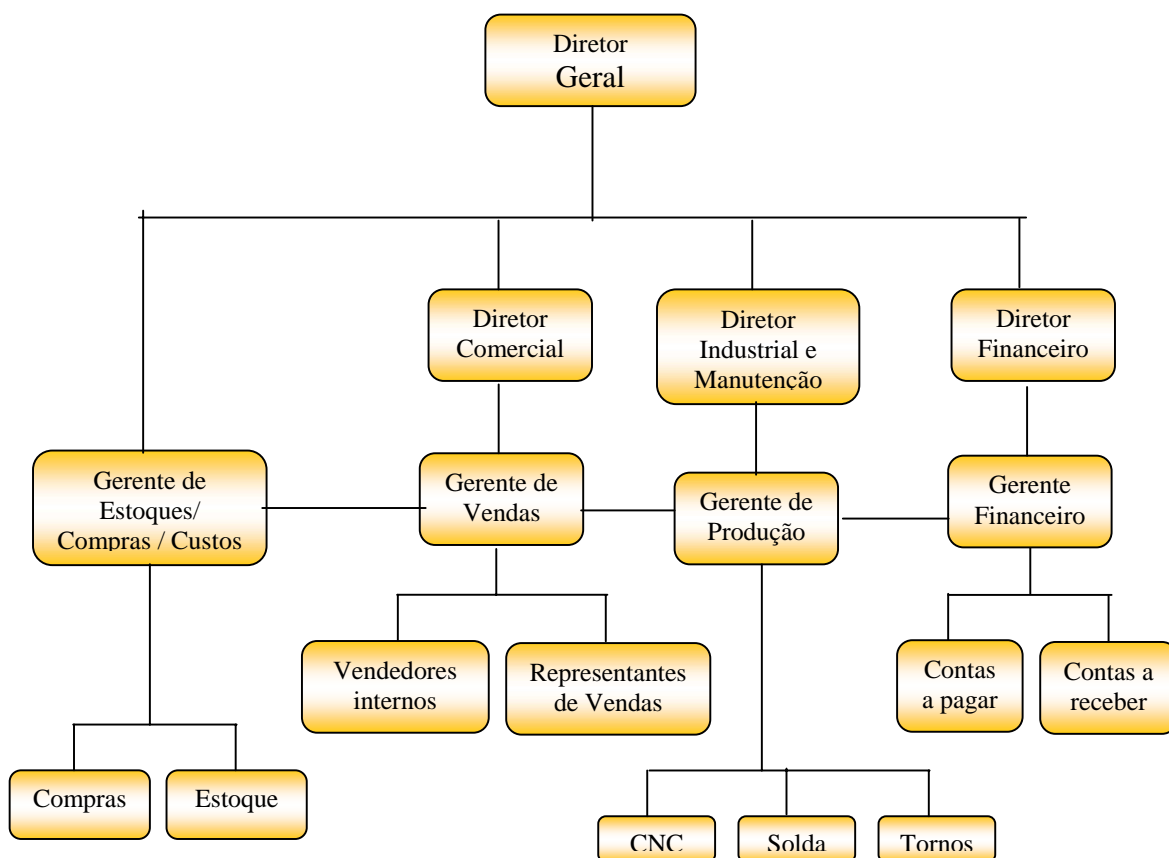 Diretor
Geral
Diretor
Comercial
Diretor
Industrial e
Manutenção
Diretor
Financeiro
Gerente de
Estoques/
Compras / Custos
Gerente de
Vendas
Gerente de
Produção
Gerente
Financeiro
Vendedores
internos
Representantes
de Vendas
Contas
a pagar
Contas a
receber
Compras
Estoque
CNC
Solda
Tornos